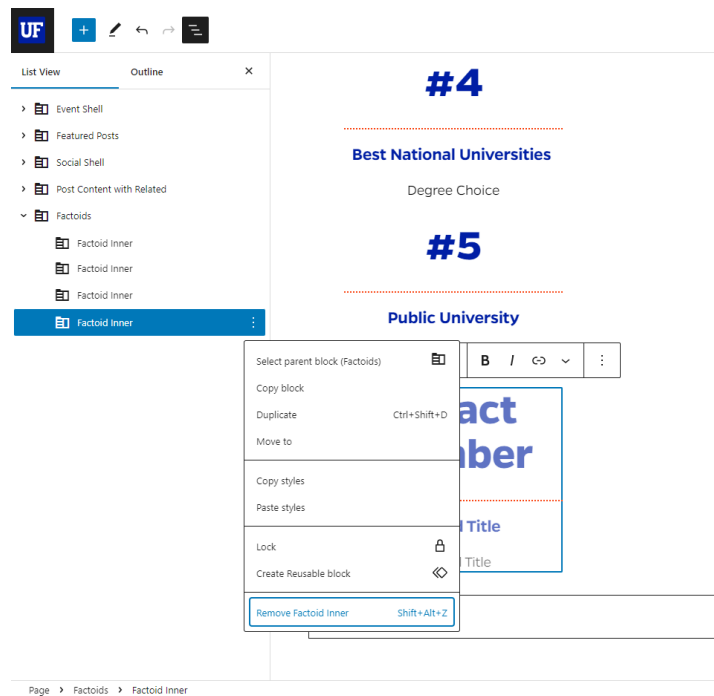 UF
List View Outline
Event Shell
Featured Posts
Social Shell
Post Content with Related
Factoids
Factoid Inner
Factoid Inner
Factoid Inner
Factoid Inner
#4
Best National Universities
Degree Choice
#5
Public University
B I
act
ber
Title
Title
Select parent block (Factoids)
Copy block
Duplicate Ctrl+Shift+D
Move to
Copy styles
Paste styles
Lock
Create Reusable block
Remove Factoid Inner Shift+Alt+Z
Page > Factoids > Factoid Inner